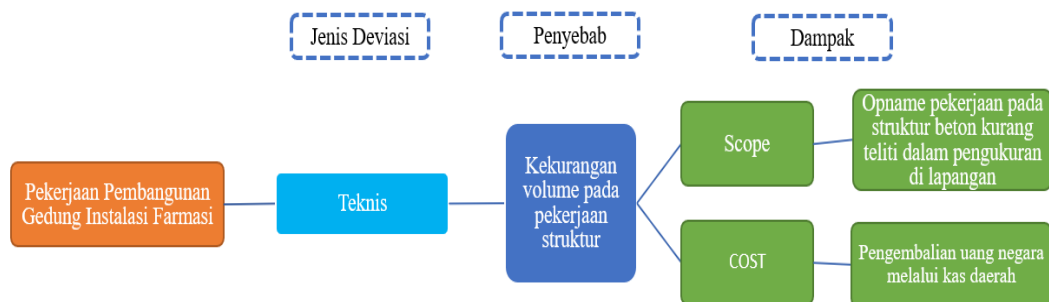 Jenis Deviasi
Penyebab
Dampak
Pekerjaan Pembangunan
Gedung Instalasi Farmasi
Teknis
Kekurangan
volume pada
pekerjaan
struktur
Scope
Opname pekerjaan pada
struktur beton kurang
teliti dalam pengukuran
di lapangan
COST
Pengembalian uang negara
melalui kas daerah